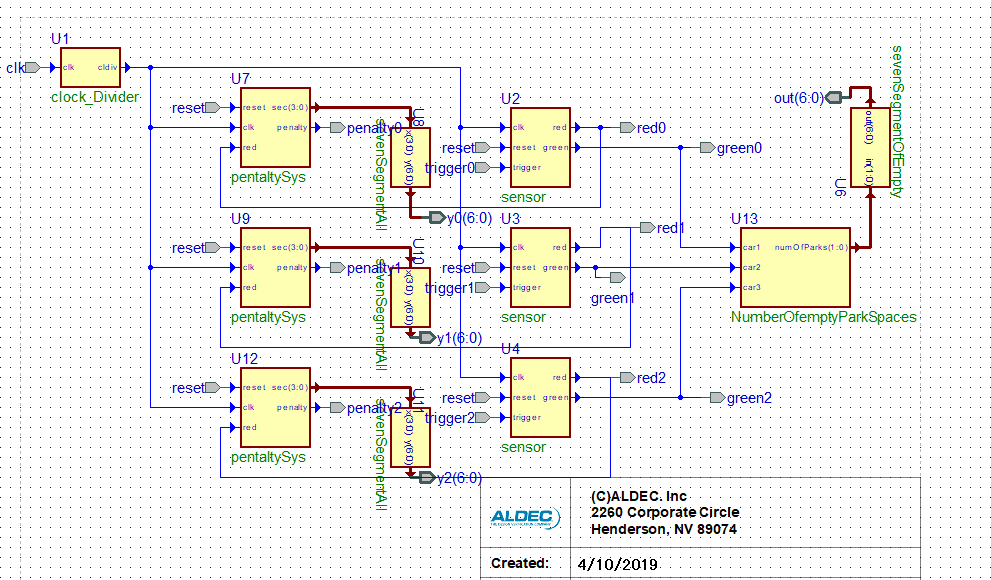 U1
clk
clk cldiv
clock_Divider
U7
reset
reset sec(3:0)
clk penalty
red
penalty0
pentaltySys
U8
x(3:0) y(6:0)
sevenSegmentAll
y0(6:0)
U2
clk red
reset
reset green
trigger0
trigger
sensor
red0
green0
out(6:0)
out(6:0) in(1:0)
U6
sevenSegmentOfEmpty
U9
reset
reset sec(3:0)
clk penalty
red
penalty1
pentaltySys
x(3:0) y(6:0)
sevenSegmentAll
y1(6:0)
U3
clk red
reset
reset green
trigger1
trigger
sensor
red1
green1
U13
car1 numOfParks(1:0)
car2
car3
NumberOfemptyParkSpaces
U12
reset
reset sec(3:0)
clk penalty
red
penalty2
pentaltySys
x(3:0) y(6:0)
sevenSegmentAll
y2(6:0)
U4
clk red
reset
reset green
trigger2
trigger
sensor
red2
green2
ALDEC
(C)ALDEC. Inc
2260 Corporate Circle
Henderson, NV 89074
Created: 4/10/2019